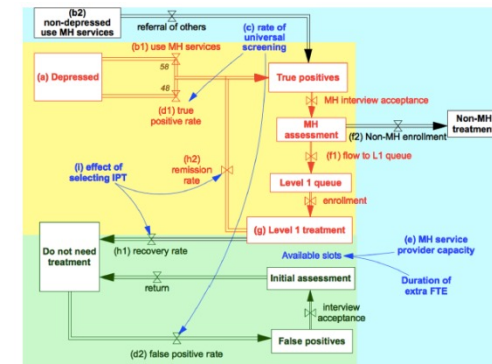 (b2)
non-depressed
use MH services
referral of others
(c) rate of
universal
screening
(b1) use MH services
58
(a) Depressed
48
(d1) true
positive rate
True positives
MH interview acceptance
MH
assessment
Non-MH
treatment
(f2) Non-MH enrollment
(f1) flow to L1 queue
(h2)
remission
rate
(i) effect of
selecting IPT
Level 1 queue
enrollment
(g) Level 1 treatment
Do not need
treatment
(h1) recovery rate
Available slots
(e) MH service
provider capacity
Initial assessment
return
Duration of
extra FTE
interview
acceptance
False positives
(d2) false positive rate